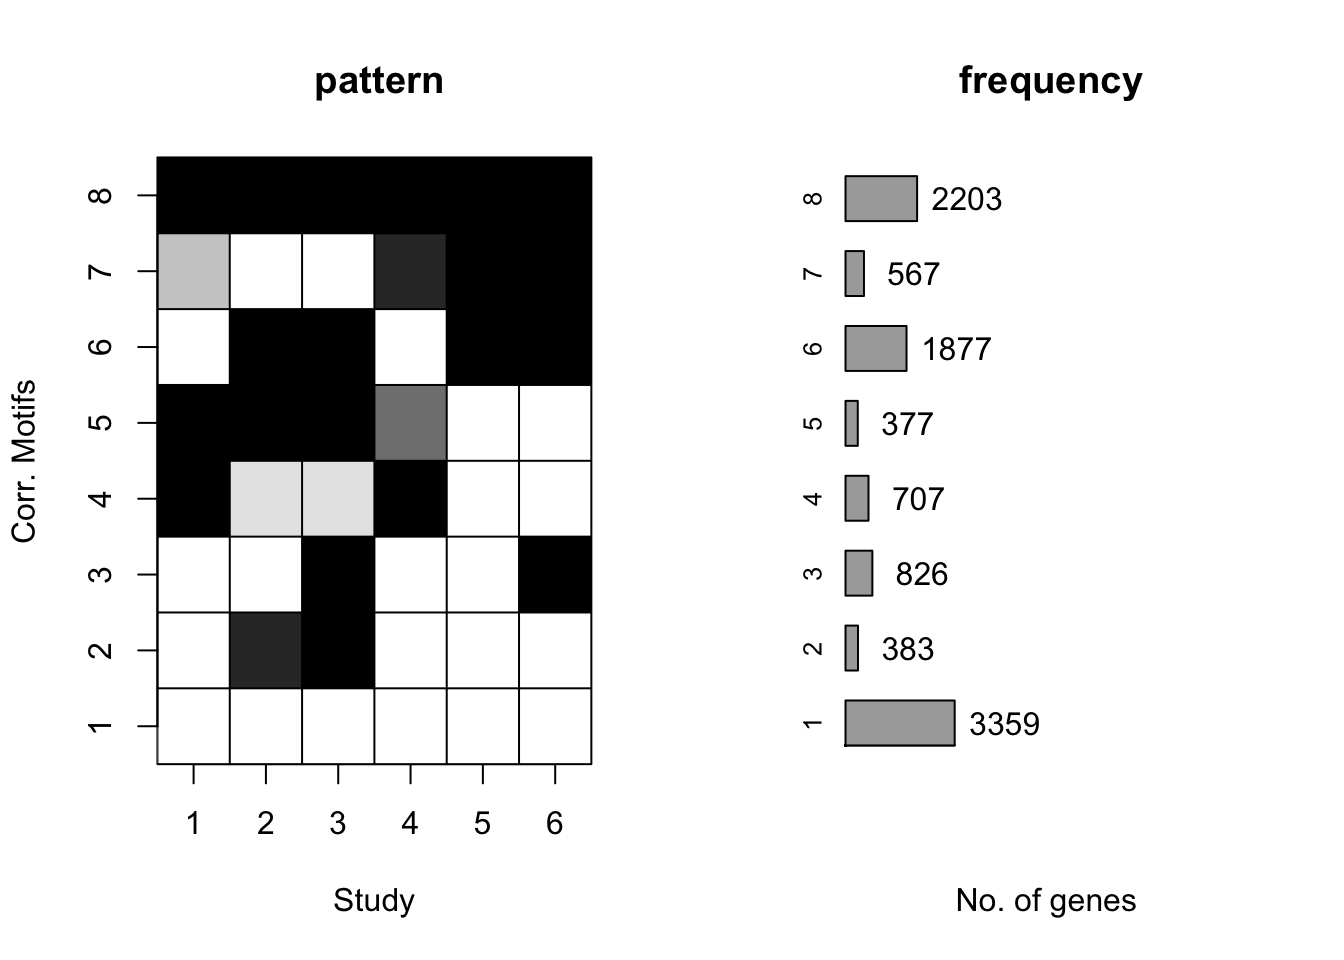 pattern
Corr. Motifs
8
7
6
5
4
3
2
1
1 2 3 4 5 6
Study
frequency
8 2203
7 567
6 1877
5 377
4 707
3 826
2 383
1 3359
No. of genes